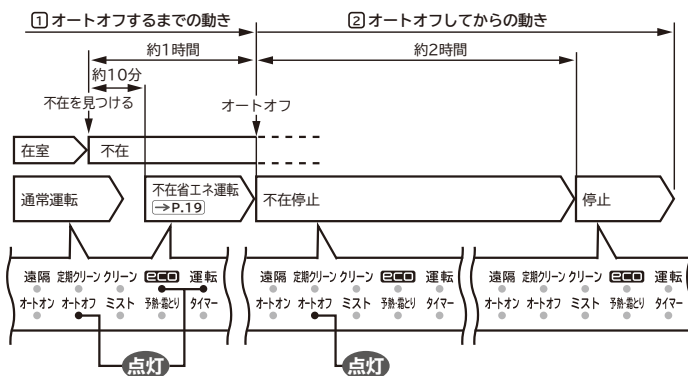 1 オートオフするまでの動き
2 オートオフしてからの動き
約1時間
約2時間
約10分
不在を見つける
オートオフ
在室
不在
通常運転
不在省エネ運転
→P.19
不在停止
停止
遠隔 定期クリーン クリーン eco 運転
オートオン オートオフ ミスト 予熱・霜とり タイマー
遠隔 定期クリーン クリーン eco 運転
オートオン オートオフ ミスト 予熱・霜とり タイマー
遠隔 定期クリーン クリーン eco 運転
オートオン オートオフ ミスト 予熱・霜とり タイマー
点灯
点灯